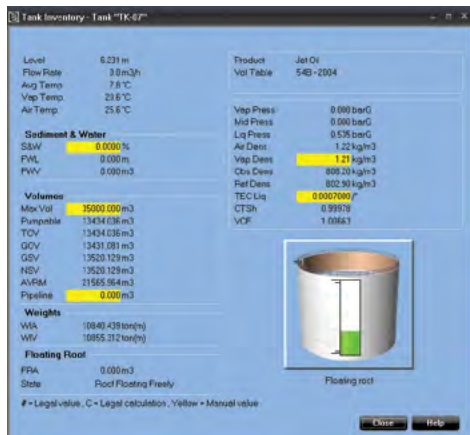 Tank Inventory - Tank "TK-07"
Level 6.231 m
Flow Rate 3.0 m3/h
Avg Temp 7.8 °C
Vap Temp 23.6 °C
Air Temp. 25.6 °C
Sediment & Water
S&W 0.0000 %
FWL 0.000 m
FWV 0.000 m3
Volumes
Max Vol 35000.000 m3
Pumpable 13434.036 m3
TOV 13434.036 m3
GOV 13431.081 m3
GSV 13520.129 m3
NSV 13520.129 m3
AVRM 21565.964 m3
Pipeline 0.000 m3
Weights
WIA 10840.439 ton(m)
WIV 10855.312 ton(m)
Floating Roof
FRA 0.000 m3
State Roof Floating Freely
Product Jet Oil
Vol Table 54B - 2004
Vap Press 0.000 barG
Mid Press 0.000 barG
Liq Press 0.535 barG
Air Dens 1.22 kg/m3
Vap Dens 1.21 kg/m3
Obs Dens 808.20 kg/m3
Ref Dens 802.90 kg/m3
TEC Liq 0.0007000 /°
CTSh 0.99978
VCF 1.00663
Floating roof
# = Legal value , C = Legal calculation , Yellow = Manual value
Close Help